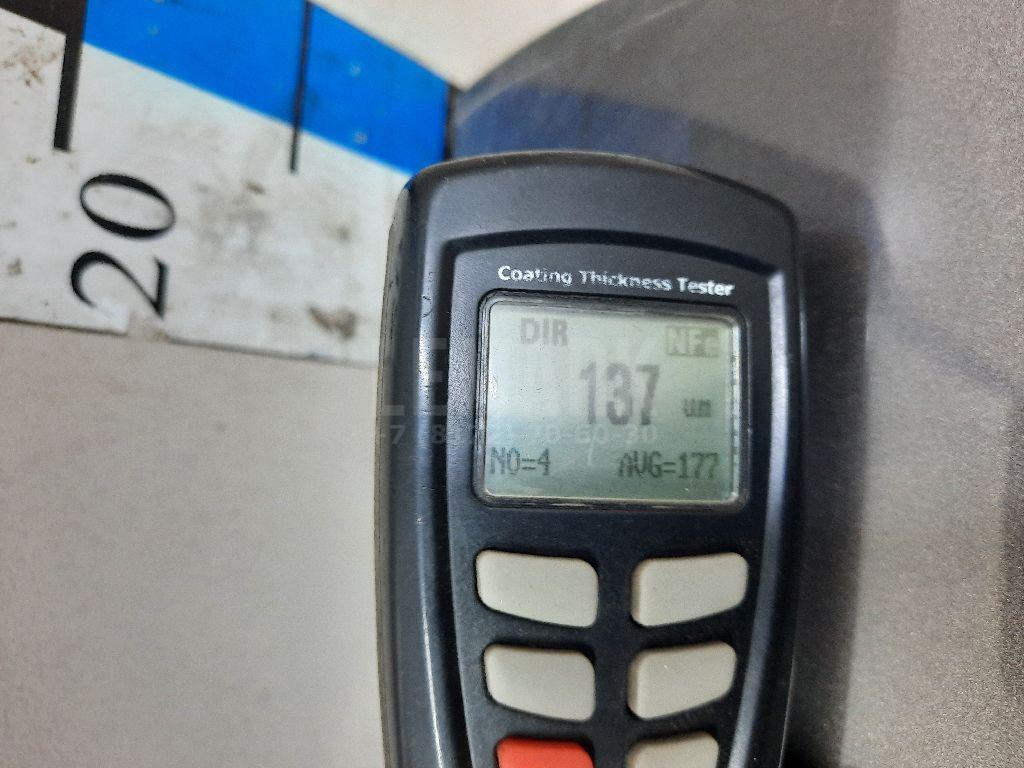 20
Coating Thickness Tester
DIR
NFe
137 um
NO=4 AVG=177